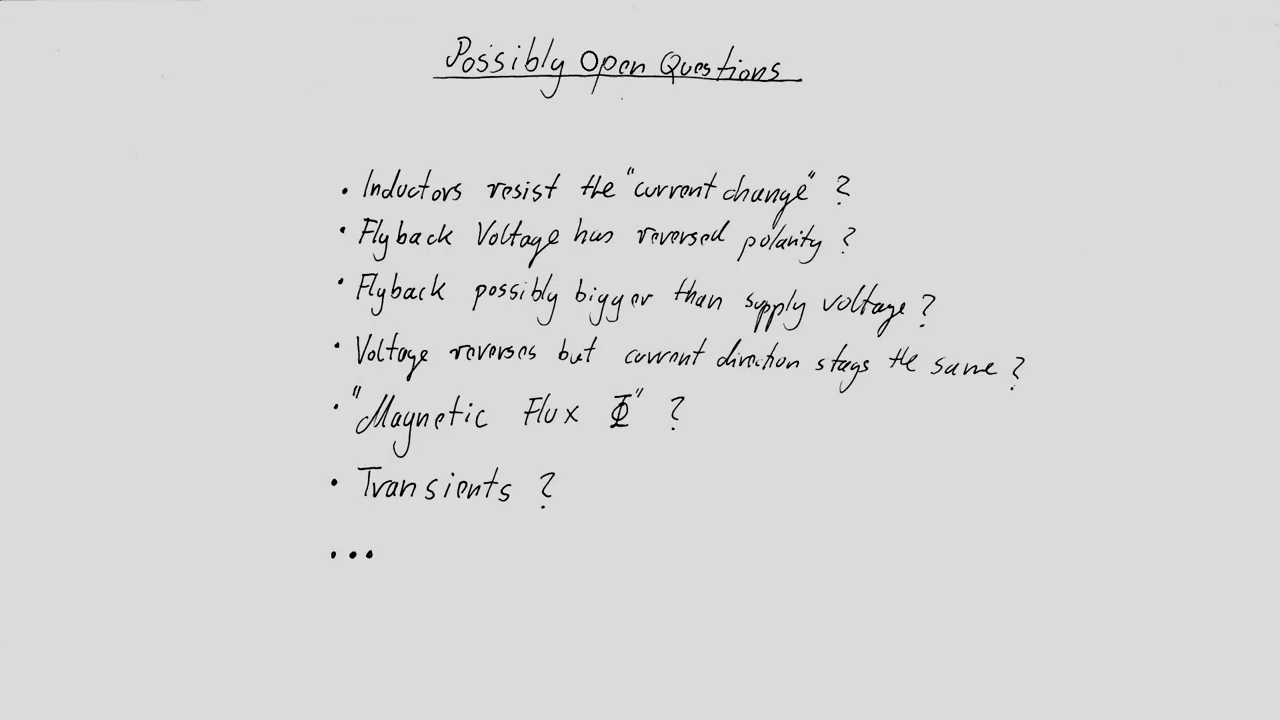 Possibly Open Questions
• Inductors resist the "current change" ?
• Flyback Voltage has reversed polarity ?
• Flyback possibly bigger than supply voltage ?
• Voltage reverses but current direction stays the same ?
• "Magnetic Flux Φ" ?
• Transients ?
...